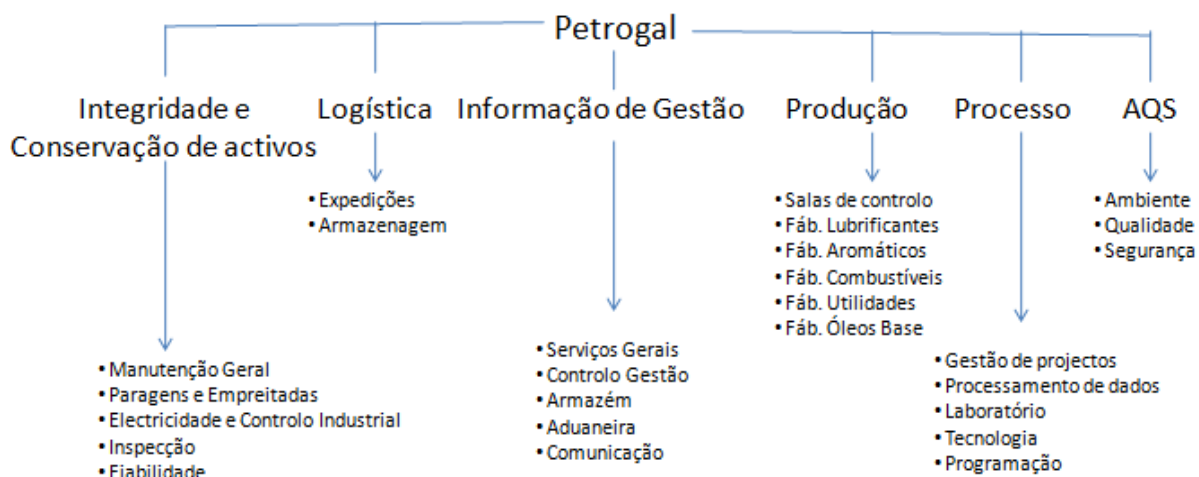 Petrogal
Integridade e
Conservação de activos
Logística
Informação de Gestão
Produção
Processo
AQS
• Expedições
• Armazenagem
• Salas de controlo
• Fáb. Lubrificantes
• Fáb. Aromáticos
• Fáb. Combustíveis
• Fáb. Utilidades
• Fáb. Óleos Base
• Ambiente
• Qualidade
• Segurança
• Manutenção Geral
• Paragens e Empreitadas
• Electricidade e Controlo Industrial
• Inspecção
• Fiabilidade
• Serviços Gerais
• Controlo Gestão
• Armazém
• Aduaneira
• Comunicação
• Gestão de projectos
• Processamento de dados
• Laboratório
• Tecnologia
• Programação